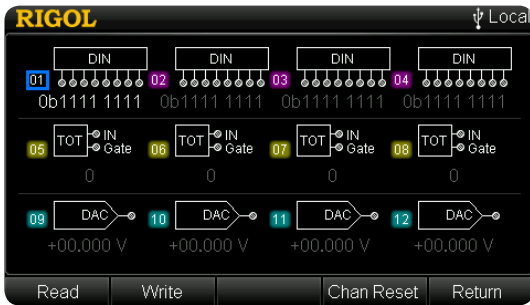 RIGOL Local
DIN DIN DIN DIN
01 02 03 04
0b1111 1111 0b1111 1111 0b1111 1111 0b1111 1111
TOT IN TOT IN TOT IN TOT IN
05 Gate 06 Gate 07 Gate 08 Gate
0 0 0 0
09 DAC 10 DAC 11 DAC 12 DAC
+00.000 V +00.000 V +00.000 V +00.000 V
Read Write Chan Reset Return